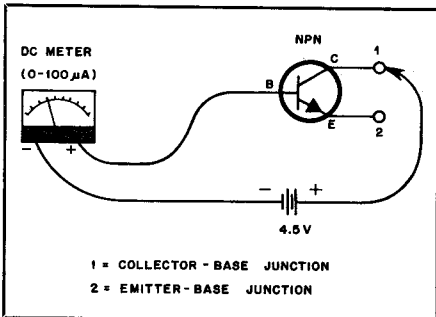 NPN
DC METER
(0-100 µA)
C
1
B
E
2
- +
- +
4.5 V
1 = COLLECTOR - BASE JUNCTION
2 = EMITTER - BASE JUNCTION